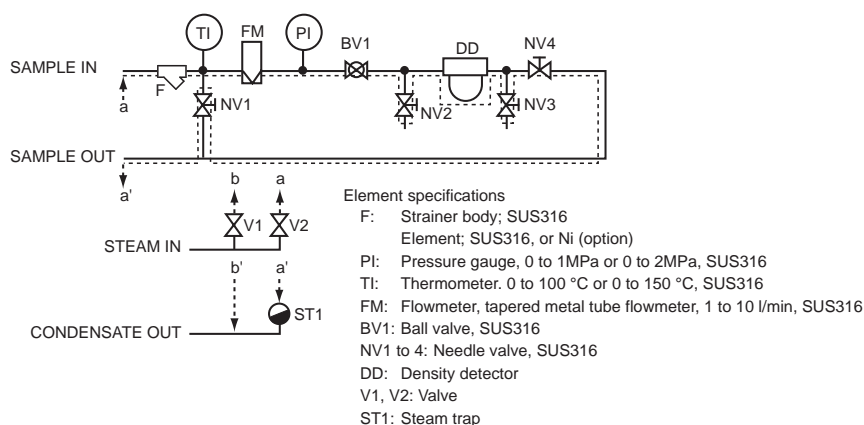 TI
FM
PI
BV1
DD
NV4
SAMPLE IN
a
F
NV1
NV2
NV3
SAMPLE OUT
a'
b
a
V1
V2
STEAM IN
b'
a'
ST1
CONDENSATE OUT
Element specifications
F: Strainer body; SUS316
Element; SUS316, or Ni (option)
PI: Pressure gauge, 0 to 1MPa or 0 to 2MPa, SUS316
TI: Thermometer. 0 to 100 °C or 0 to 150 °C, SUS316
FM: Flowmeter, tapered metal tube flowmeter, 1 to 10 l/min, SUS316
BV1: Ball valve, SUS316
NV1 to 4: Needle valve, SUS316
DD: Density detector
V1, V2: Valve
ST1: Steam trap